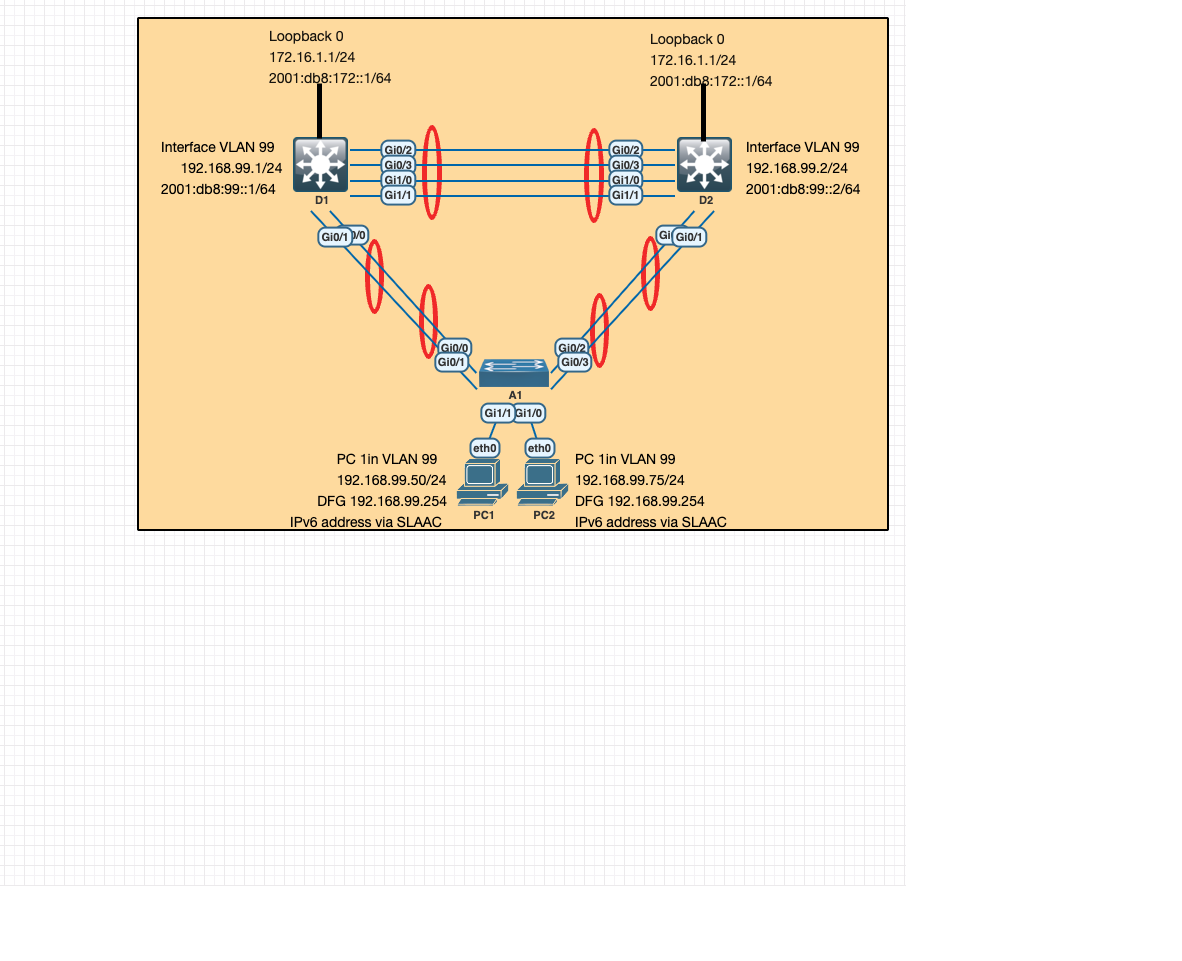 Loopback 0
172.16.1.1/24
2001:db8:172::1/64
Loopback 0
172.16.1.1/24
2001:db8:172::1/64
Interface VLAN 99
192.168.99.1/24
2001:db8:99::1/64
D1
Gi0/2
Gi0/3
Gi1/0
Gi1/1
Gi0/2
Gi0/3
Gi1/0
Gi1/1
D2
Interface VLAN 99
192.168.99.2/24
2001:db8:99::2/64
Gi0/1
Gi0/1
Gi0/0
Gi0/1
Gi0/2
Gi0/3
A1
Gi1/1
Gi1/0
eth0
eth0
PC 1in VLAN 99
192.168.99.50/24
DFG 192.168.99.254
IPv6 address via SLAAC
PC1
PC2
PC 1in VLAN 99
192.168.99.75/24
DFG 192.168.99.254
IPv6 address via SLAAC